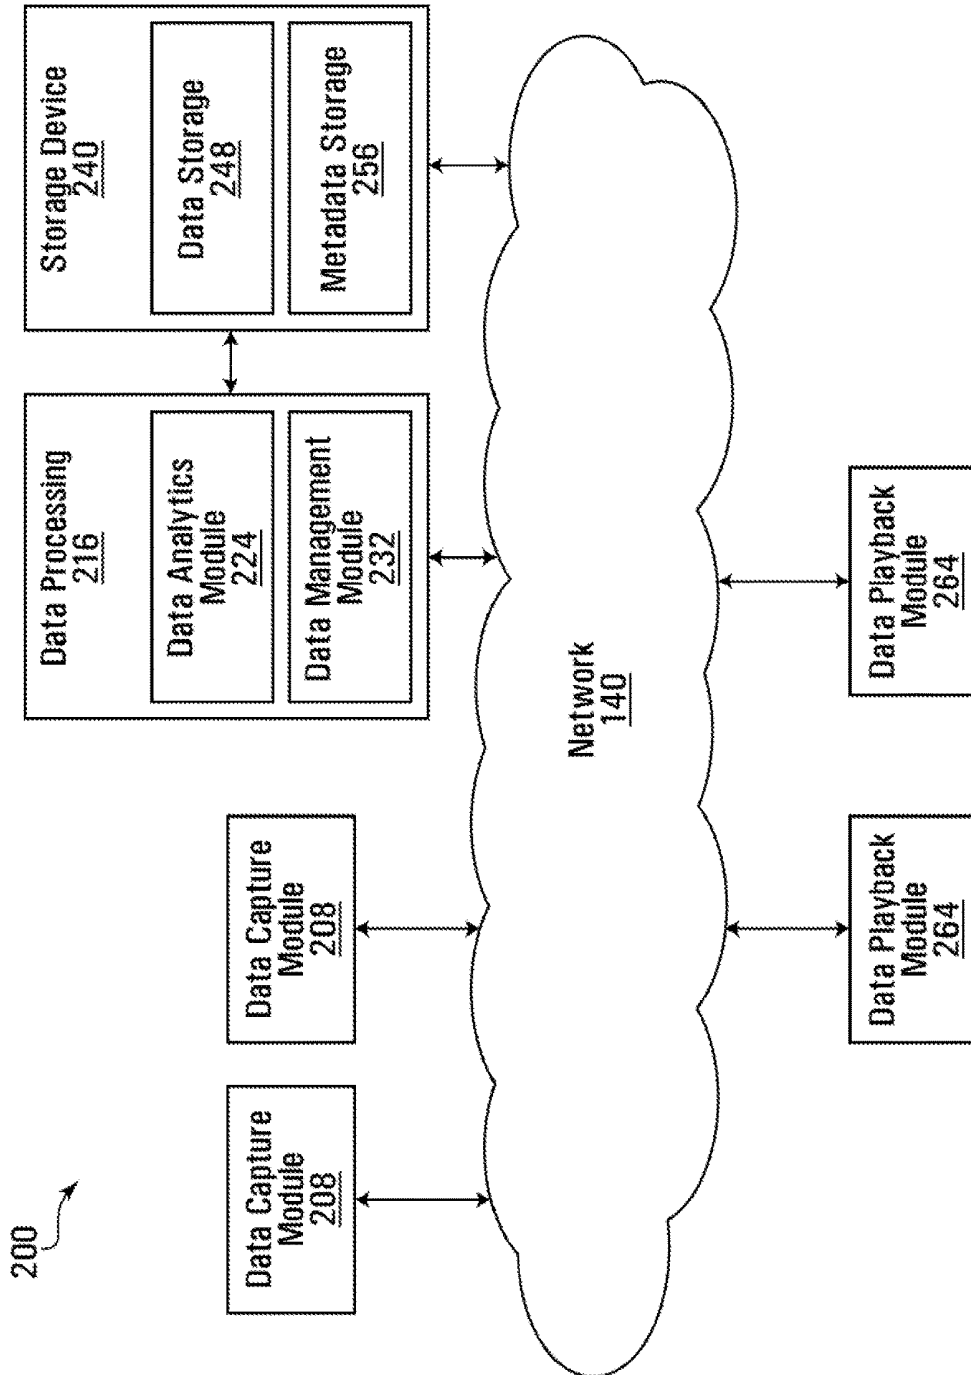 200
Data Capture
Module
208
Data Capture
Module
208
Data Processing
216
Data Analytics
Module
224
Data Management
Module
232
Storage Device
240
Data Storage
248
Metadata Storage
256
Network
140
Data Playback
Module
264
Data Playback
Module
264